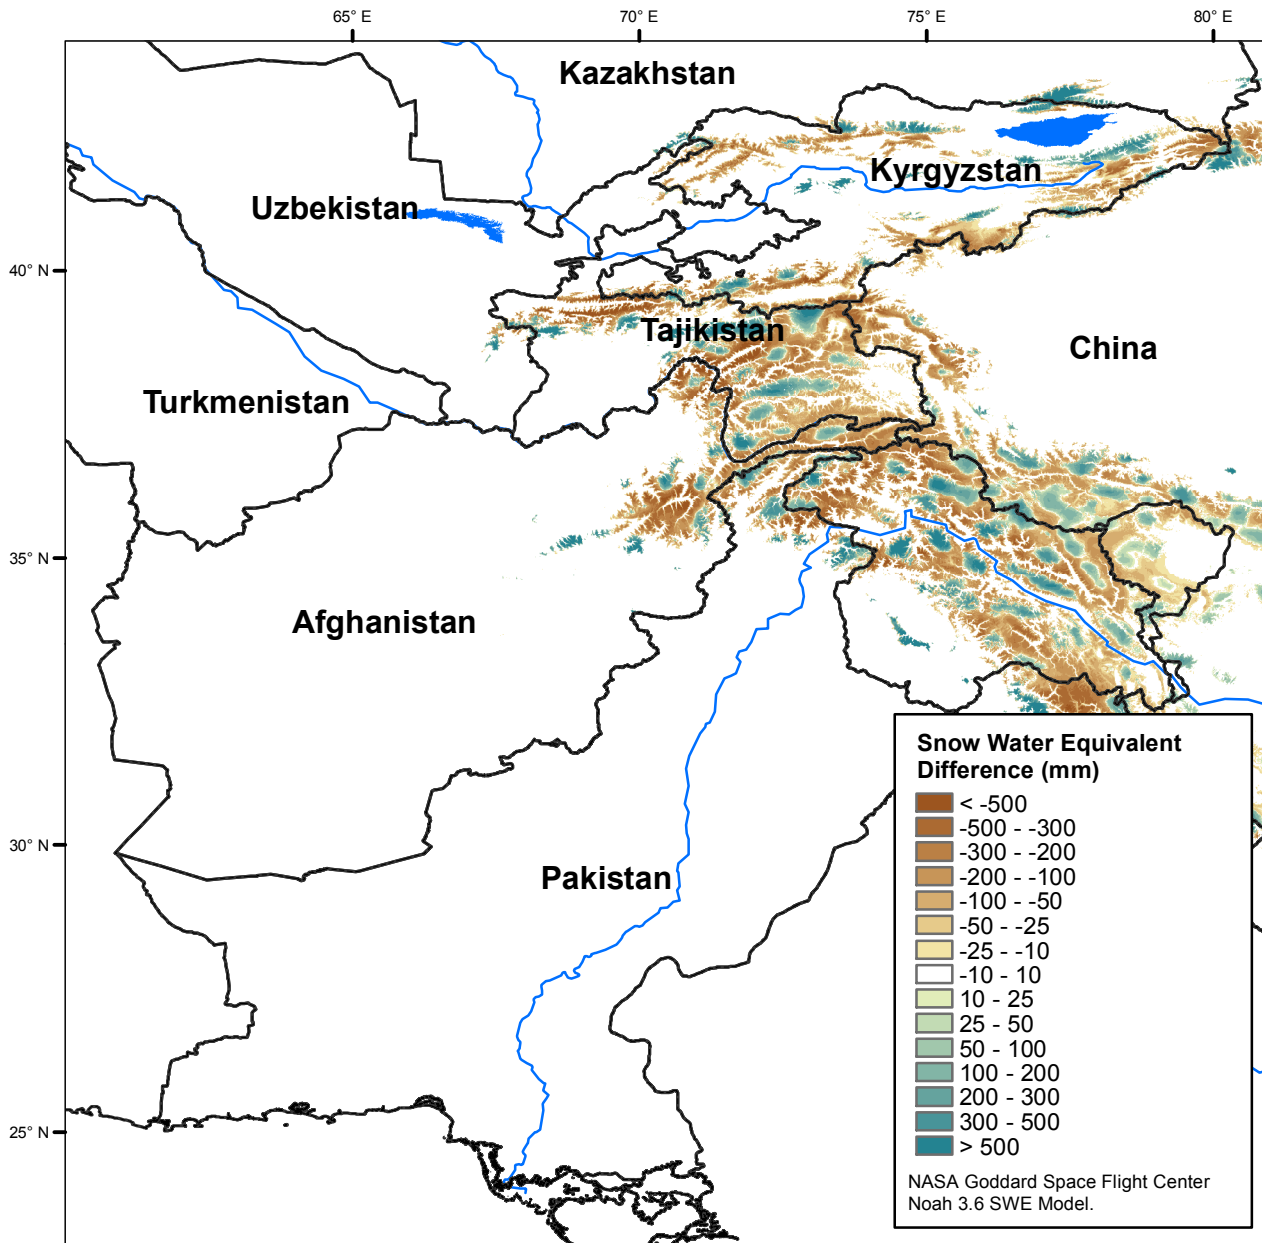 65° E
70° E
75° E
80° E
Kazakhstan
Kyrgyzstan
Uzbekistan
40° N
Tajikistan
China
Turkmenistan
35° N
Afghanistan
Snow Water Equivalent
Difference (mm)
< -500
-500 - -300
-300 - -200
-200 - -100
-100 - -50
-50 - -25
-25 - -10
-10 - 10
10 - 25
25 - 50
50 - 100
100 - 200
200 - 300
300 - 500
> 500
30° N
Pakistan
25° N
NASA Goddard Space Flight Center
Noah 3.6 SWE Model.